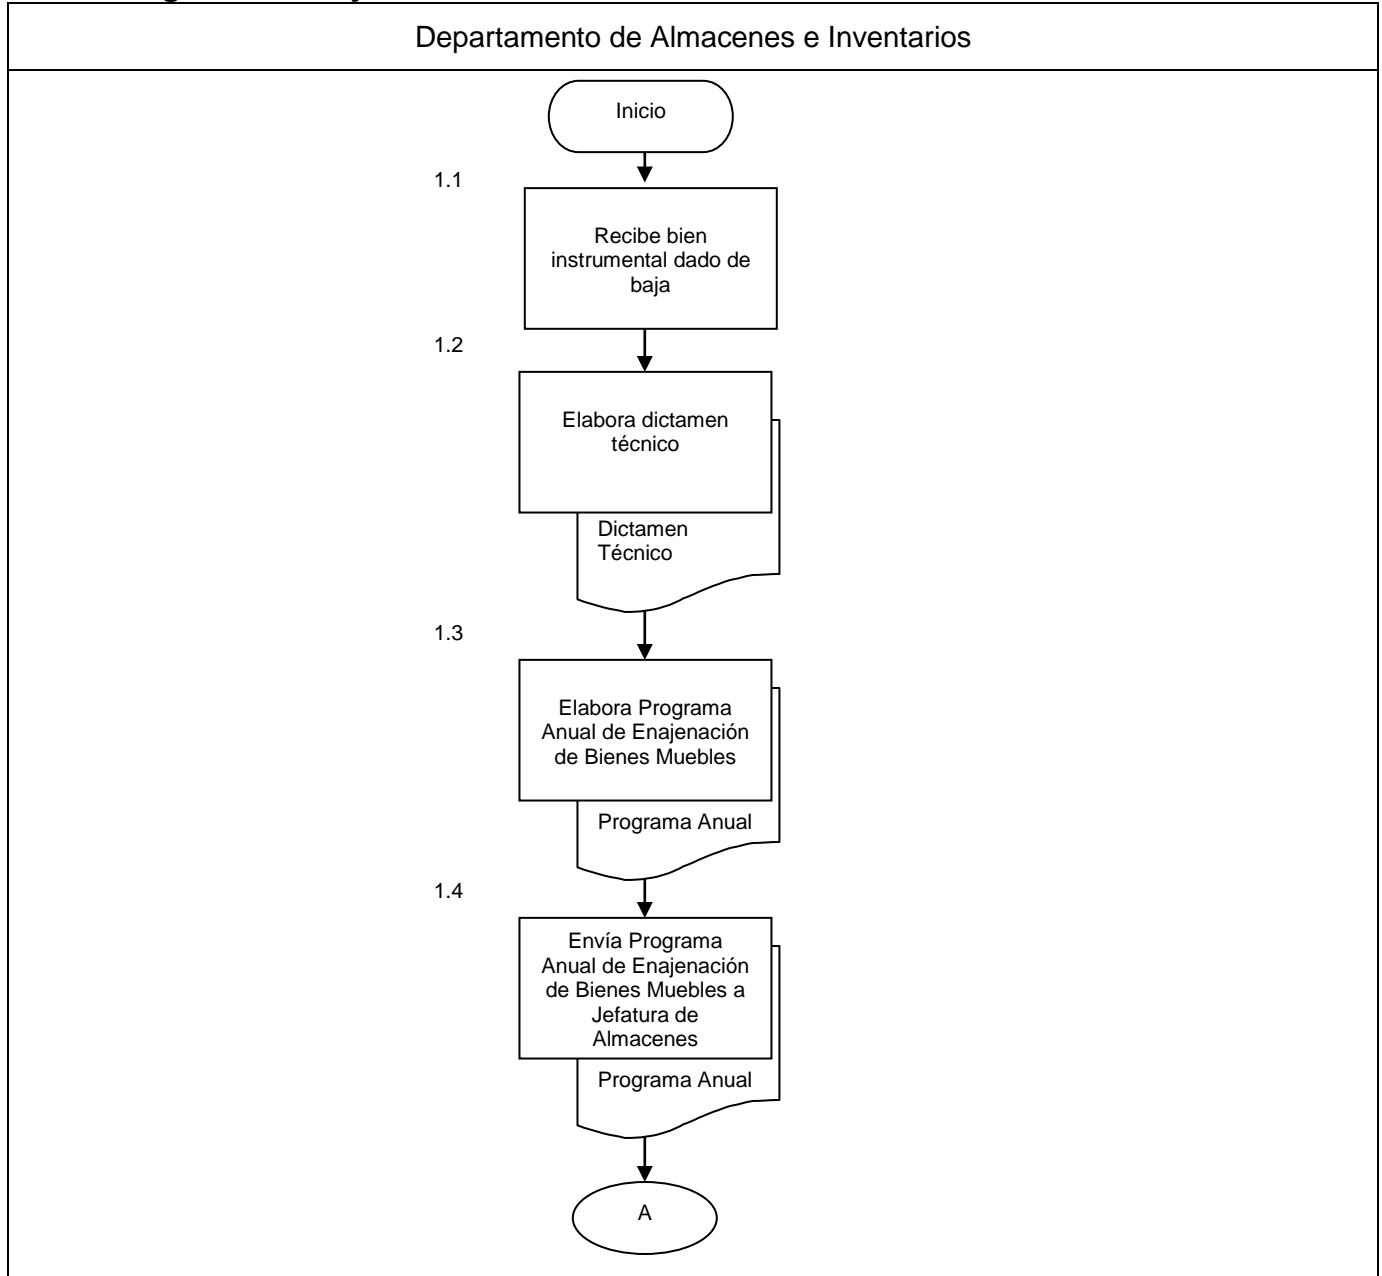 Departamento de Almacenes e Inventarios
Inicio
1.1
Recibe bien
instrumental dado de
baja
1.2
Elabora dictamen
técnico
Dictamen
Técnico
1.3
Elabora Programa
Anual de Enajenación
de Bienes Muebles
Programa Anual
1.4
Envía Programa
Anual de Enajenación
de Bienes Muebles a
Jefatura de
Almacenes
Programa Anual
A